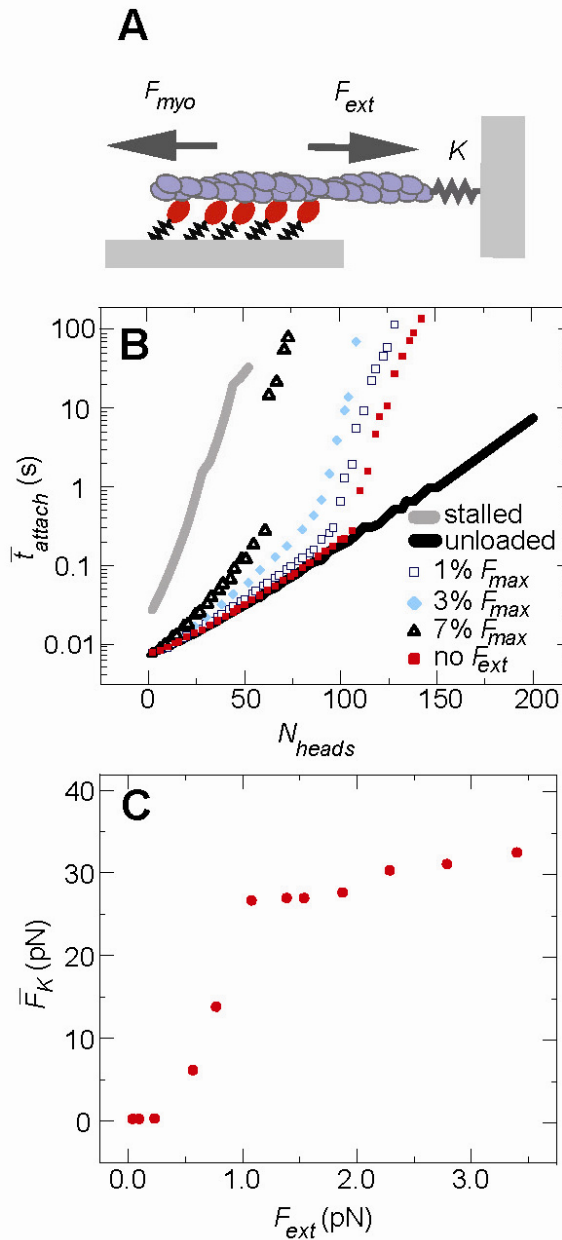 A
F_myo
F_ext
K
B
100
10
1
0.1
0.01
t̅_attach (s)
stalled
unloaded
1% F_max
3% F_max
7% F_max
no F_ext
0
50
100
150
200
N_heads
C
40
30
20
10
0
F̅_K (pN)
0.0
1.0
2.0
3.0
F_ext (pN)